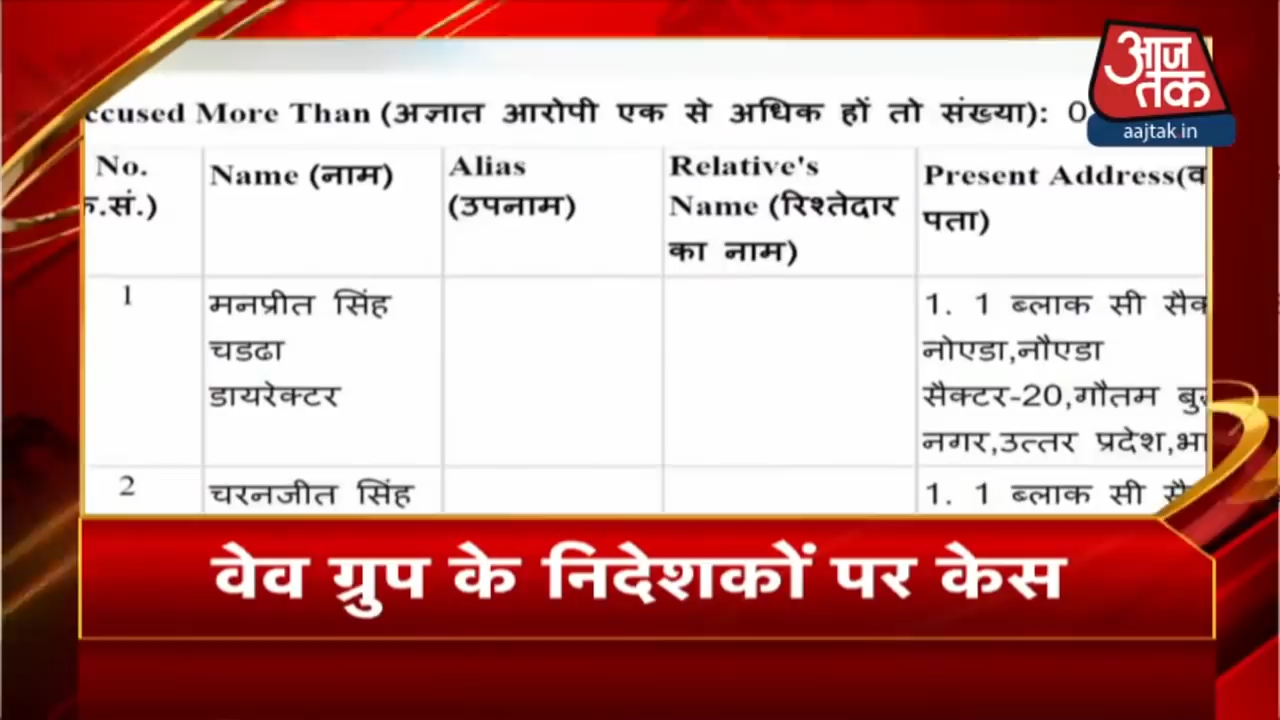 आज
तक
aajtak.in
ccused More Than (अज्ञात आरोपी एक से अधिक हों तो संख्या): 0
No.
क.सं.)
Name (नाम)
Alias
(उपनाम)
Relative's
Name (रिश्तेदार
का नाम)
Present Address(व
पता)
1
मनप्रीत सिंह
चडढा
डायरेक्टर
1. 1 ब्लाक सी सैक
नोएडा,नौएडा
सैक्टर-20,गौतम बु
नगर,उत्तर प्रदेश,भा
2
चरनजीत सिंह
1. 1 ब्लाक सी सै
वेव ग्रुप के निदेशकों पर केस